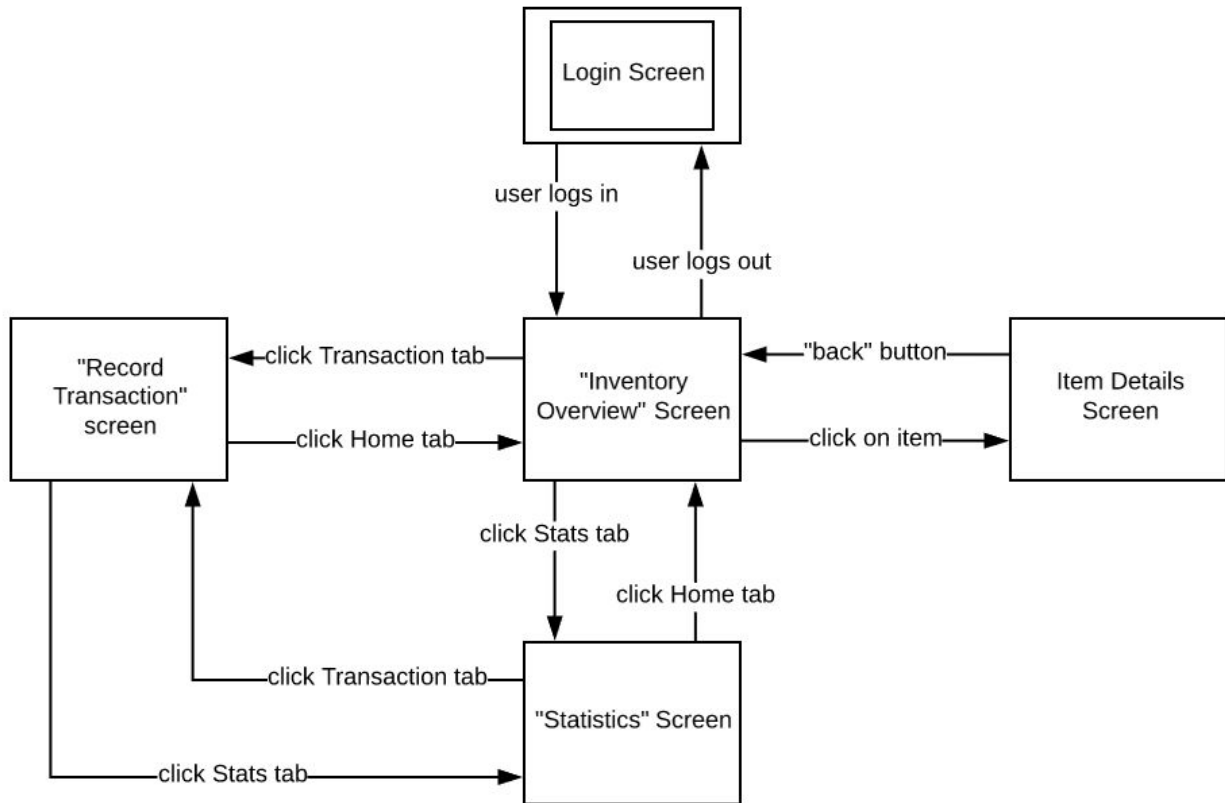 Login Screen
user logs in
user logs out
"Record
Transaction"
screen
click Transaction tab
click Home tab
"Inventory
Overview" Screen
"back" button
click on item
Item Details
Screen
click Stats tab
click Home tab
click Transaction tab
"Statistics" Screen
click Stats tab